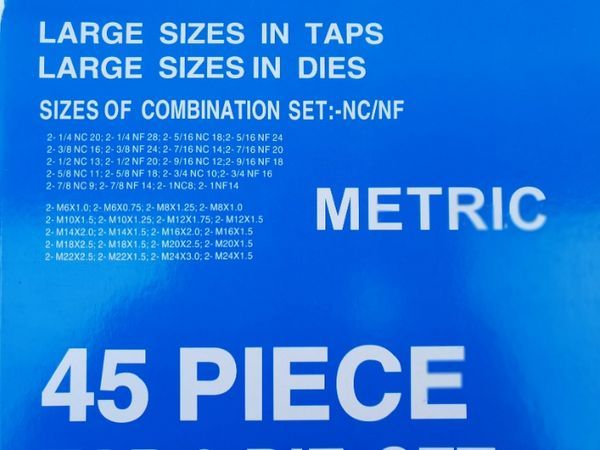 LARGE SIZES IN TAPS
LARGE SIZES IN DIES
SIZES OF COMBINATION SET:-NC/NF
2- 1/4 NC 20; 2- 1/4 NF 28; 2- 5/16 NC 18;2- 5/16 NF 24
2- 3/8 NC 16; 2- 3/8 NF 24; 2- 7/16 NC 14;2- 7/16 NF 20
2- 1/2 NC 13; 2- 1/2 NF 20; 2- 9/16 NC 12;2- 9/16 NF 18
2- 5/8 NC 11; 2- 5/8 NF 18; 2- 3/4 NC 10;2- 3/4 NF 16
2- 7/8 NC 9; 2- 7/8 NF 14; 2- 1NC8; 2- 1NF14
2- M6X1.0; 2- M6X0.75; 2- M8X1.25; 2- M8X1.0
2- M10X1.5; 2- M10X1.25; 2- M12X1.75; 2- M12X1.5
2- M14X2.0; 2- M14X1.5; 2- M16X2.0; 2- M16X1.5
2- M18X2.5; 2- M18X1.5; 2- M20X2.5; 2- M20X1.5
2- M22X2.5; 2- M22X1.5; 2- M24X3.0; 2- M24X1.5
METRIC
45 PIECE